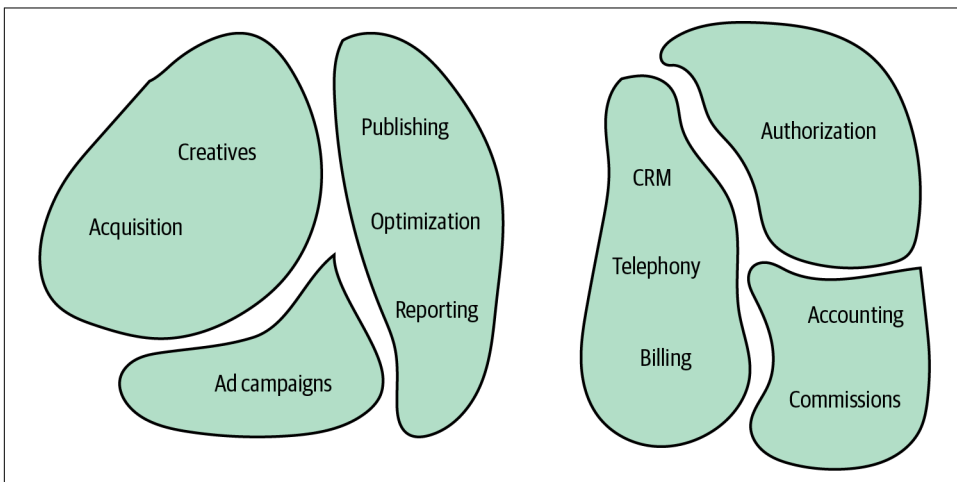 Creatives
Acquisition
Publishing
Optimization
Reporting
Ad campaigns
CRM
Telephony
Billing
Authorization
Accounting
Commissions